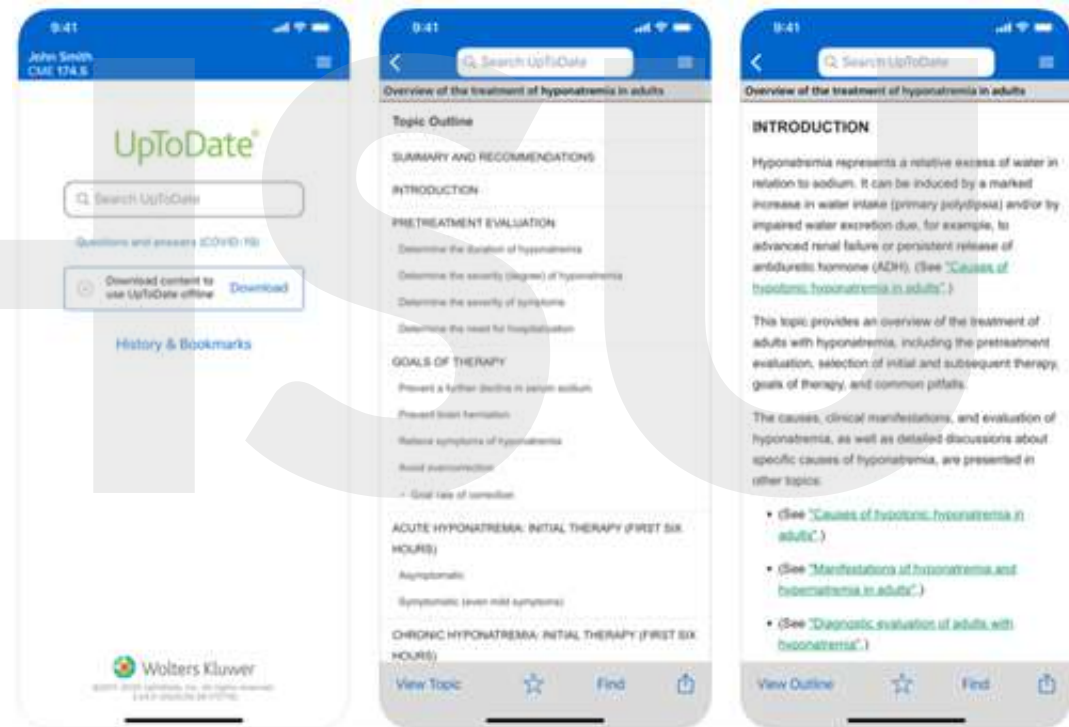 9:41
John Smith
CME 174.5
UpToDate®
Search UpToDate
Questions and answers (COVID-19)
Download content to
use UpToDate offline
Download
History & Bookmarks
Wolters Kluwer
9:41
Search UpToDate
Overview of the treatment of hyponatremia in adults
Topic Outline
SUMMARY AND RECOMMENDATIONS
INTRODUCTION
PRETREATMENT EVALUATION
Determine the duration of hyponatremia
Determine the severity (degree) of hyponatremia
Determine the severity of symptoms
Determine the need for hospitalization
GOALS OF THERAPY
Prevent a further decline in serum sodium
Prevent brain herniation
Relieve symptoms of hyponatremia
Avoid overcorrection
- Goal rate of correction
ACUTE HYPONATREMIA: INITIAL THERAPY (FIRST SIX
HOURS)
Asymptomatic
Symptomatic (even mild symptoms)
CHRONIC HYPONATREMIA: INITIAL THERAPY (FIRST SIX
HOURS)
View Topic
Find
9:41
Search UpToDate
Overview of the treatment of hyponatremia in adults
INTRODUCTION
Hyponatremia represents a relative excess of water in
relation to sodium. It can be induced by a marked
increase in water intake (primary polydipsia) and/or by
impaired water excretion due, for example, to
advanced renal failure or persistent release of
antidiuretic hormone (ADH). (See "Causes of
hypotonic hyponatremia in adults".)
This topic provides an overview of the treatment of
adults with hyponatremia, including the pretreatment
evaluation, selection of initial and subsequent therapy,
goals of therapy, and common pitfalls.
The causes, clinical manifestations, and evaluation of
hyponatremia, as well as detailed discussions about
specific causes of hyponatremia, are presented in
other topics:
• (See "Causes of hypotonic hyponatremia in
adults".)
• (See "Manifestations of hyponatremia and
hypernatremia in adults".)
• (See "Diagnostic evaluation of adults with
hyponatremia".)
View Outline
Find
HSU